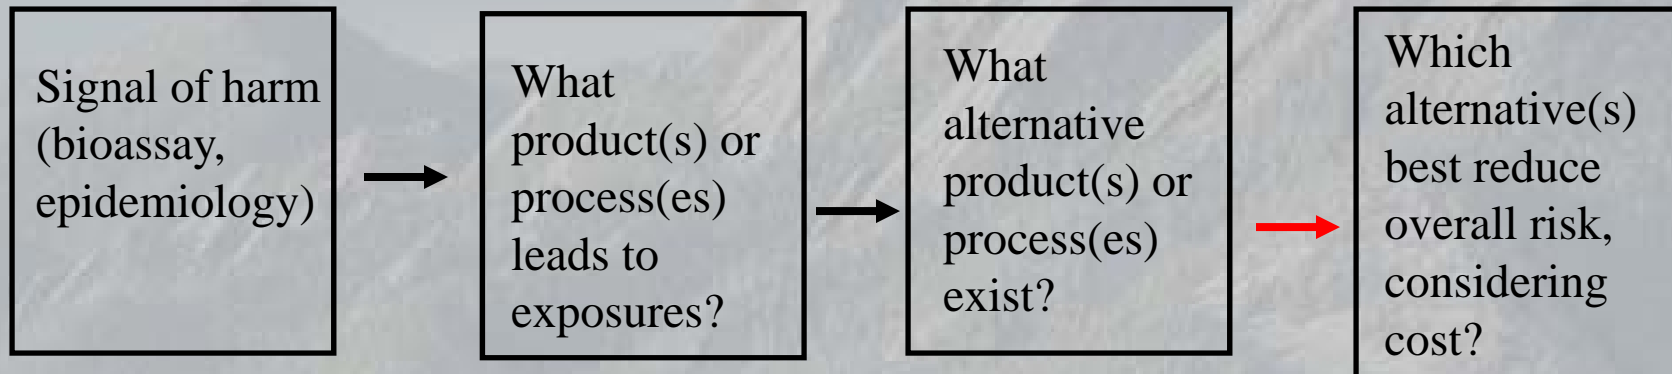 Signal of harm
(bioassay,
epidemiology)
What
product(s) or
process(es)
leads to
exposures?
What
alternative
product(s) or
process(es)
exist?
Which
alternative(s)
best reduce
overall risk,
considering
cost?